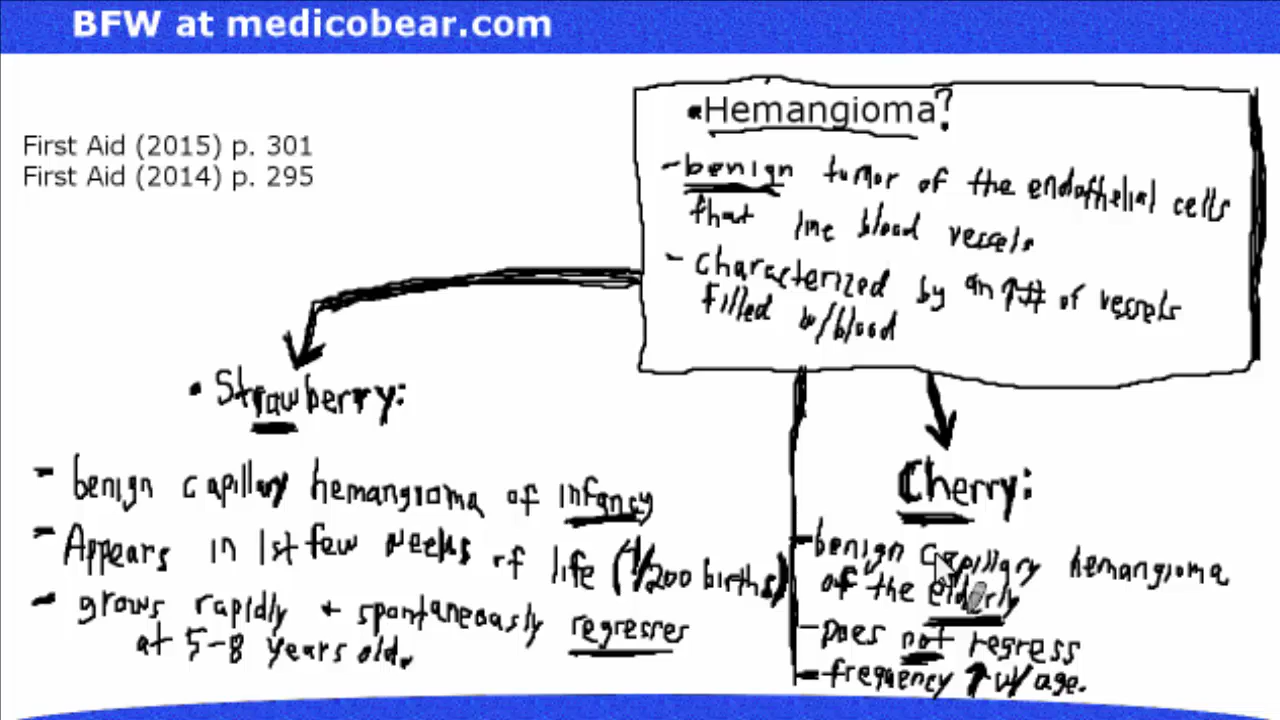 BFW at medicobear.com
First Aid (2015) p. 301
First Aid (2014) p. 295
•Hemangioma?
-benign tumor of the endothelial cells
that line blood vessels
- characterized by an ↑# of vessels
filled w/blood
• Strawberry:
- benign capillary hemangioma of infancy
- Appears in 1st few weeks of life (1/200 births)
- grows rapidly + spontaneously regresses
at 5-8 years old.
Cherry:
-benign capillary hemangioma
of the elderly
-Does not regress
-frequency ↑ w/age.